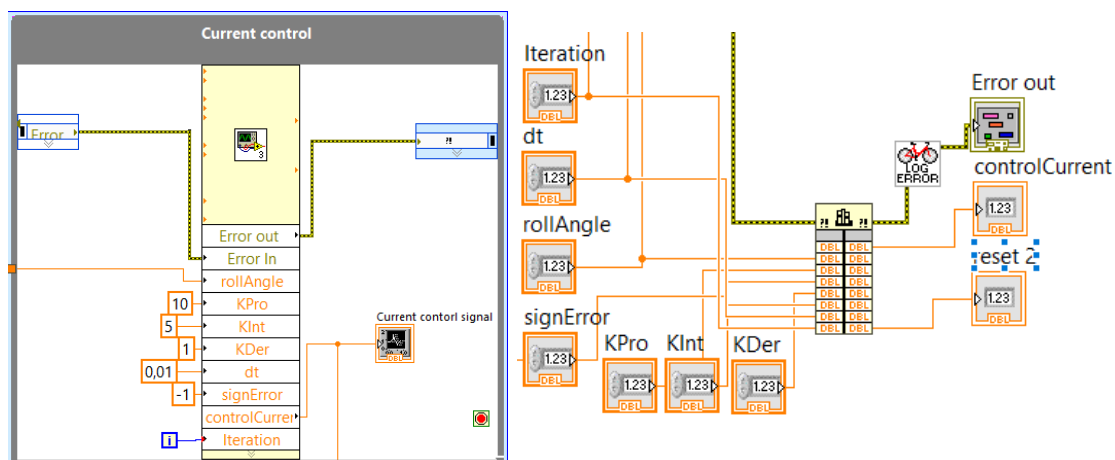 Current control
Error
?!
3
Error out
Error In
rollAngle
10
KPro
5
KInt
1
KDer
0,01
dt
-1
signError
controlCurrer
i
Iteration
Current contorl signal
DBL
Iteration
1.23
DBL
dt
1.23
DBL
rollAngle
1.23
DBL
signError
1.23
DBL
KPro
1.23
DBL
KInt
1.23
DBL
KDer
1.23
DBL
?! ?!
DBL DBL
DBL DBL
DBL DBL
DBL DBL
DBL DBL
DBL DBL
DBL DBL
DBL DBL
LOG
ERROR
Error out
controlCurrent
1.23
DBL
reset 2
1.23
DBL